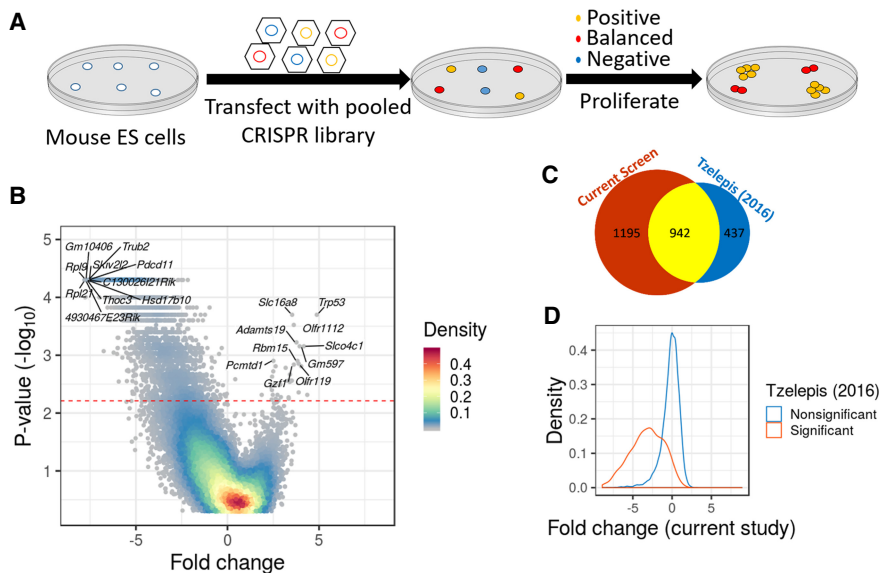 A
Positive
Balanced
Negative
Mouse ES cells
Transfect with pooled
CRISPR library
Proliferate
B
P-value (-log10)
5
4
3
2
1
-5
0
5
Fold change
Gm10406
Trub2
Rpl9
Skiv2l2
Pdcd11
C130026I21Rik
Rpl21
Thoc3
Hsd17b10
4930467E23Rik
Slc16a8
Trp53
Adamts19
Olfr1112
Rbm15
Slco4c1
Pcmtd1
Gm597
Gzf1
Olfr119
Density
0.4
0.3
0.2
0.1
C
Current Screen
Tzelepis (2016)
1195
942
437
D
Density
0.4
0.3
0.2
0.1
0.0
-5
0
5
Fold change (current study)
Tzelepis (2016)
Nonsignificant
Significant